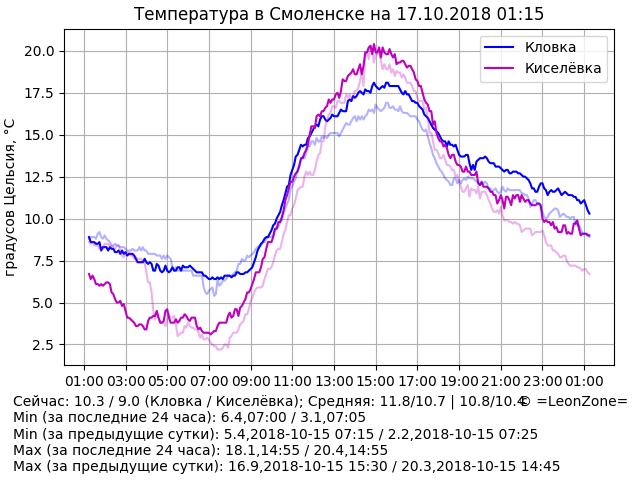 Температура в Смоленске на 17.10.2018 01:15
Кловка
Киселёвка
градусов Цельсия, °C
20.0
17.5
15.0
12.5
10.0
7.5
5.0
2.5
01:00 03:00 05:00 07:00 09:00 11:00 13:00 15:00 17:00 19:00 21:00 23:00 01:00
Сейчас: 10.3 / 9.0 (Кловка / Киселёвка); Средняя: 11.8/10.7 | 10.8/10.4 © =LeonZone=
Min (за последние 24 часа): 6.4,07:00 / 3.1,07:05
Min (за предыдущие сутки): 5.4,2018-10-15 07:15 / 2.2,2018-10-15 07:25
Max (за последние 24 часа): 18.1,14:55 / 20.4,14:55
Max (за предыдущие сутки): 16.9,2018-10-15 15:30 / 20.3,2018-10-15 14:45